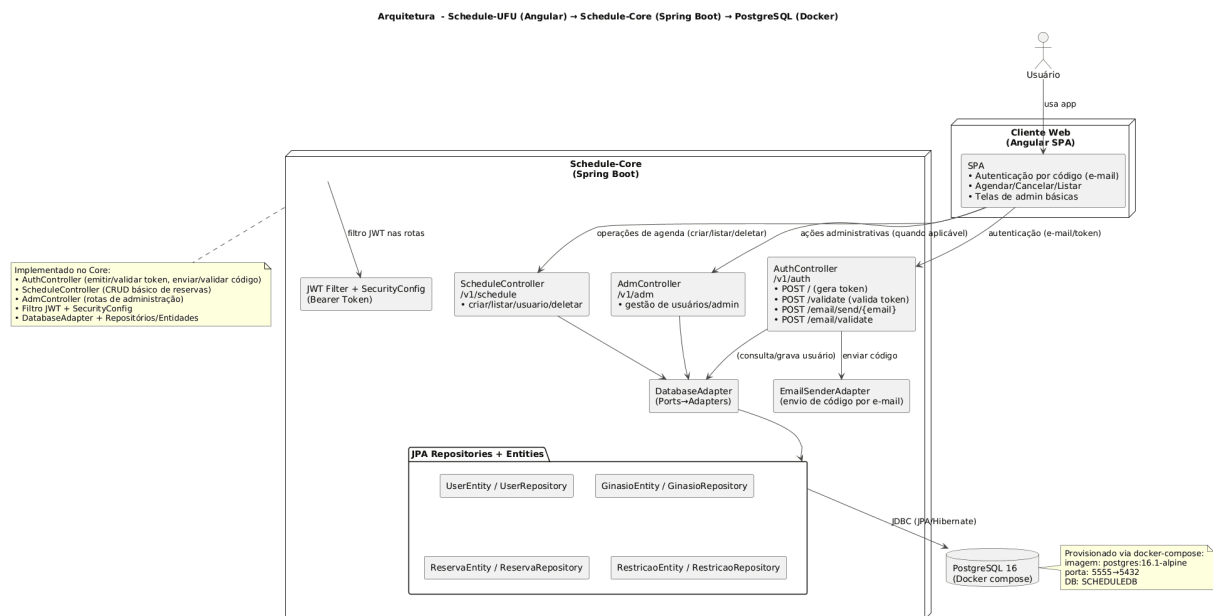 Arquitetura - Schedule-UFU (Angular) → Schedule-Core (Spring Boot) → PostgreSQL (Docker)
Usuário
usa app
Cliente Web
(Angular SPA)
SPA
• Autenticação por código (e-mail)
• Agendar/Cancelar/Listar
• Telas de admin básicas
Schedule-Core
(Spring Boot)
filtro JWT nas rotas
operações de agenda (criar/listar/deletar)
ações administrativas (quando aplicável)
autenticação (e-mail/token)
Implementado no Core:
• AuthController (emitir/validar token, enviar/validar código)
• ScheduleController (CRUD básico de reservas)
• AdmController (rotas de administração)
• Filtro JWT + SecurityConfig
• DatabaseAdapter + Repositórios/Entidades
JWT Filter + SecurityConfig
(Bearer Token)
ScheduleController
/v1/schedule
• criar/listar/usuario/deletar
AdmController
/v1/adm
• gestão de usuários/admin
AuthController
/v1/auth
• POST / (gera token)
• POST /validate (valida token)
• POST /email/send/{email}
• POST /email/validate
(consulta/grava usuário)
enviar código
DatabaseAdapter
(Ports→Adapters)
EmailSenderAdapter
(envio de código por e-mail)
JPA Repositories + Entities
UserEntity / UserRepository
GinasioEntity / GinasioRepository
ReservaEntity / ReservaRepository
RestricaoEntity / RestricaoRepository
JDBC (JPA/Hibernate)
PostgreSQL 16
(Docker compose)
Provisionado via docker-compose:
imagem: postgres:16.1-alpine
porta: 5555→5432
DB: SCHEDULEDB